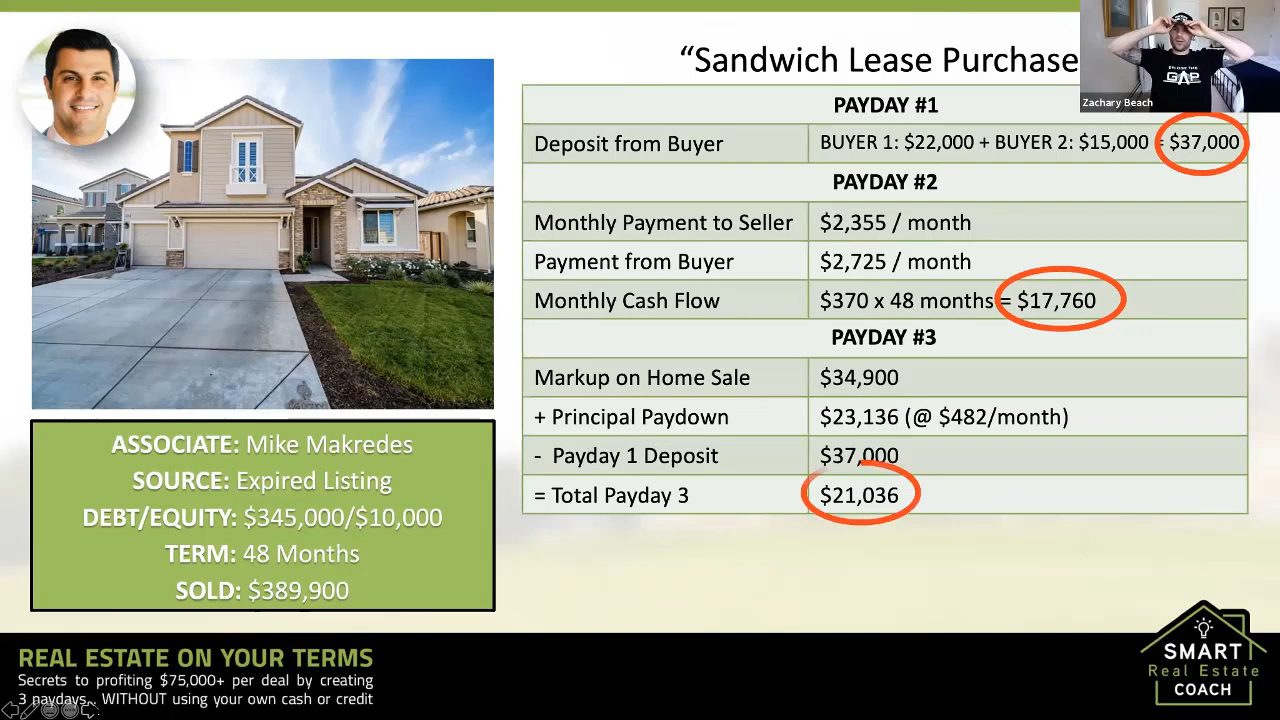 "Sandwich Lease Purchase
Zachary Beach
GAP
PAYDAY #1
Deposit from Buyer BUYER 1: $22,000 + BUYER 2: $15,000 = $37,000
PAYDAY #2
Monthly Payment to Seller $2,355 / month
Payment from Buyer $2,725 / month
Monthly Cash Flow $370 x 48 months = $17,760
PAYDAY #3
Markup on Home Sale $34,900
+ Principal Paydown $23,136 (@ $482/month)
- Payday 1 Deposit $37,000
= Total Payday 3 $21,036
ASSOCIATE: Mike Makredes
SOURCE: Expired Listing
DEBT/EQUITY: $345,000/$10,000
TERM: 48 Months
SOLD: $389,900
REAL ESTATE ON YOUR TERMS
Secrets to profiting $75,000+ per deal by creating
3 paydays.. WITHOUT using your own cash or credit
SMART
Real Estate
COACH